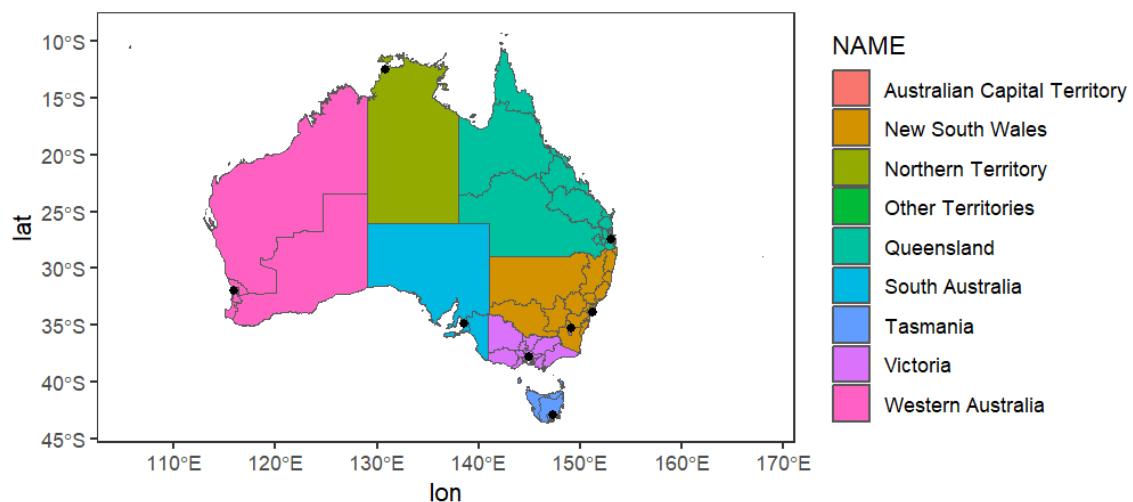 10°S
15°S
20°S
25°S
30°S
35°S
40°S
45°S
lat
110°E 120°E 130°E 140°E 150°E 160°E 170°E
lon
NAME
Australian Capital Territory
New South Wales
Northern Territory
Other Territories
Queensland
South Australia
Tasmania
Victoria
Western Australia